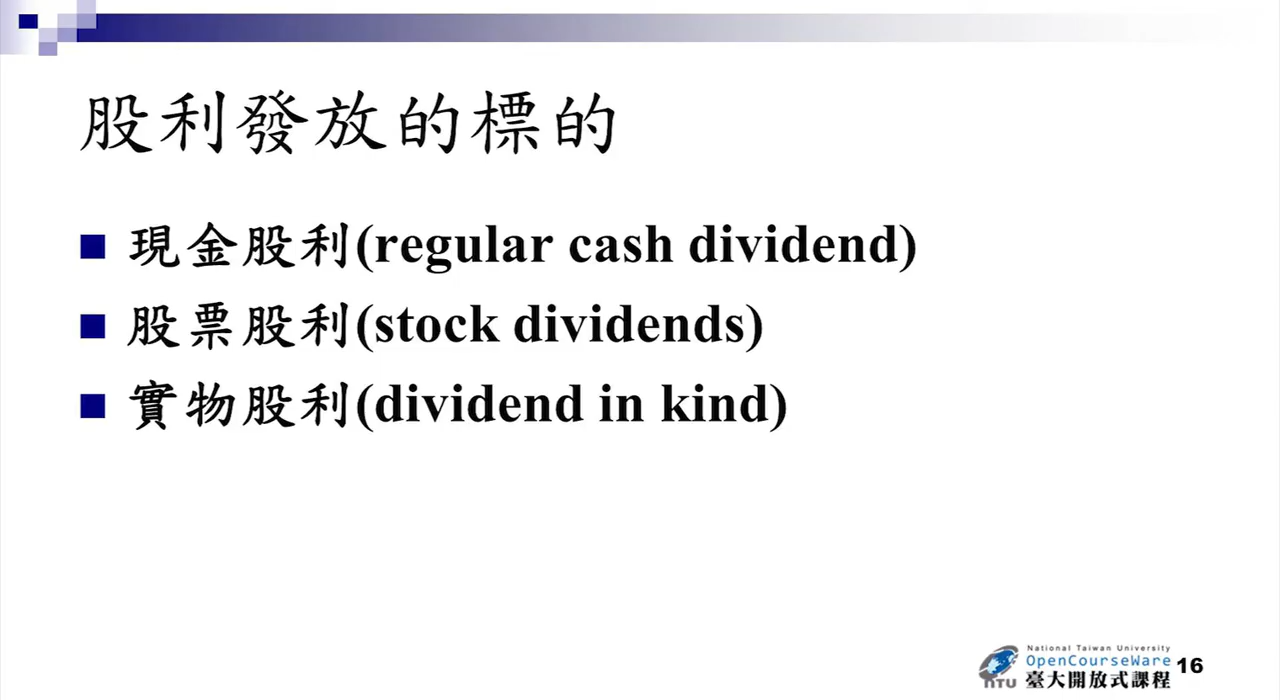 股利發放的標的
現金股利(regular cash dividend)
股票股利(stock dividends)
實物股利(dividend in kind)
National Taiwan University
OpenCourseWare
NTU 臺大開放式課程
16